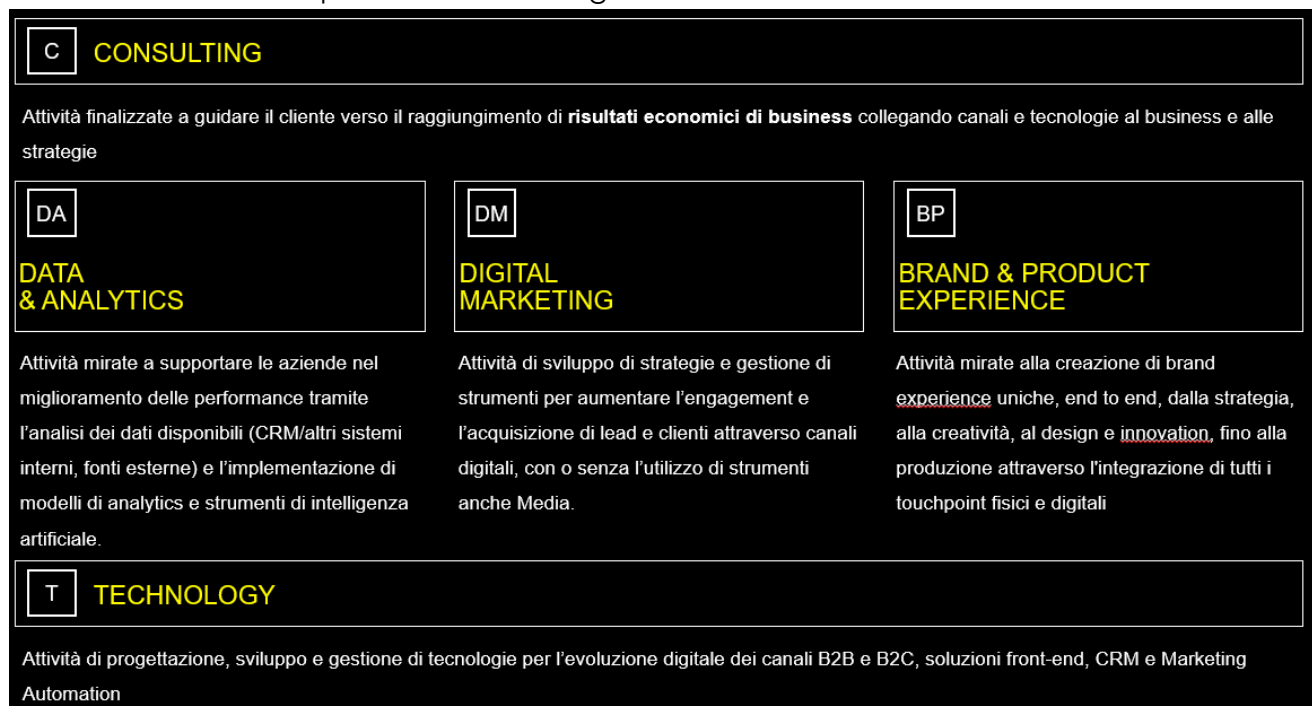 C CONSULTING
Attività finalizzate a guidare il cliente verso il raggiungimento di risultati economici di business collegando canali e tecnologie al business e alle
strategie
DA
DATA
& ANALYTICS
Attività mirate a supportare le aziende nel
miglioramento delle performance tramite
l’analisi dei dati disponibili (CRM/altri sistemi
interni, fonti esterne) e l’implementazione di
modelli di analytics e strumenti di intelligenza
artificiale.
DM
DIGITAL
MARKETING
Attività di sviluppo di strategie e gestione di
strumenti per aumentare l’engagement e
l’acquisizione di lead e clienti attraverso canali
digitali, con o senza l’utilizzo di strumenti
anche Media.
BP
BRAND & PRODUCT
EXPERIENCE
Attività mirate alla creazione di brand
experience uniche, end to end, dalla strategia,
alla creatività, al design e innovation, fino alla
produzione attraverso l'integrazione di tutti i
touchpoint fisici e digitali
T TECHNOLOGY
Attività di progettazione, sviluppo e gestione di tecnologie per l’evoluzione digitale dei canali B2B e B2C, soluzioni front-end, CRM e Marketing
Automation